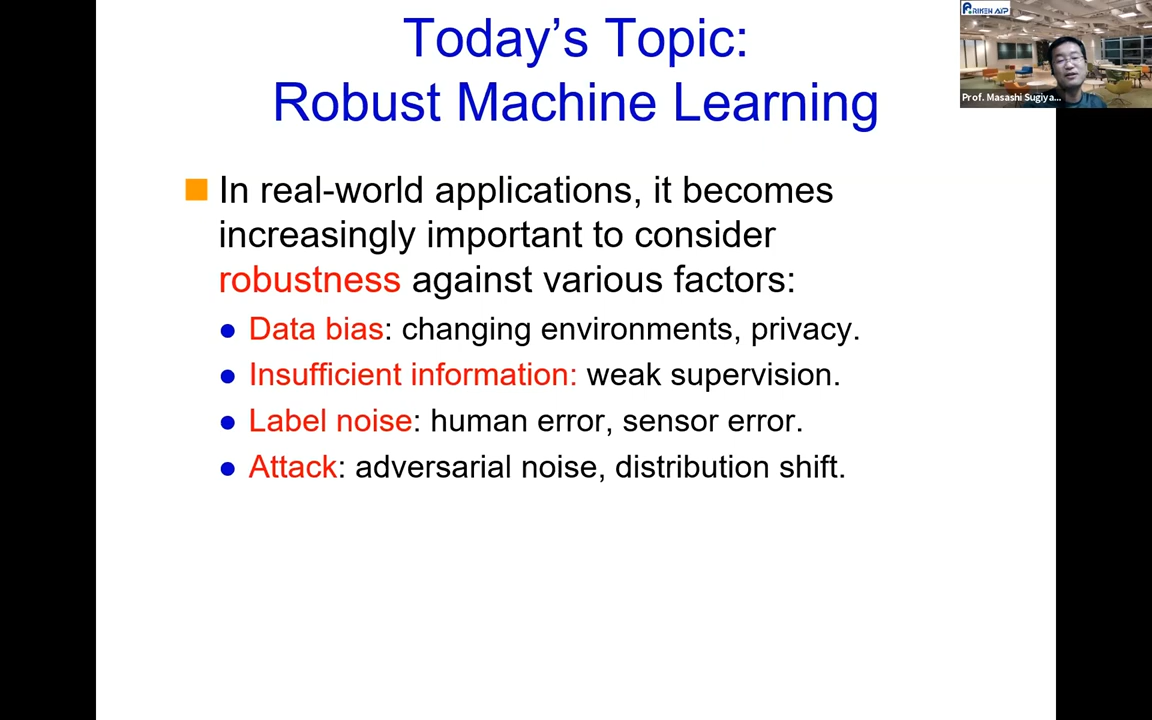 Today's Topic:
Robust Machine Learning
RIKEN AIP
Prof. Masashi Sugiya...
In real-world applications, it becomes
increasingly important to consider
robustness against various factors:
Data bias: changing environments, privacy.
Insufficient information: weak supervision.
Label noise: human error, sensor error.
Attack: adversarial noise, distribution shift.